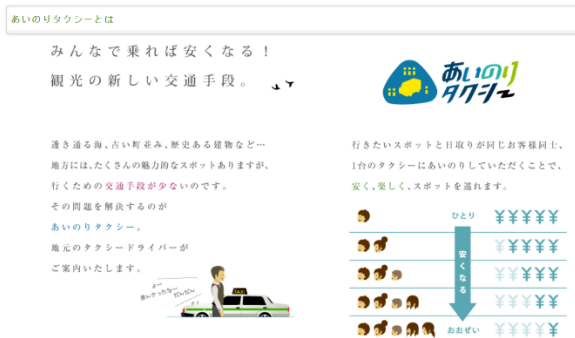 あいのりタクシーとは
みんなで乗れば安くなる！
観光の新しい交通手段。
あいのり
タクシー
透き通る海、古い町並み、歴史ある建物など…
地方には、たくさんの魅力的なスポットありますが、
行くための交通手段が少ないのです。
その問題を解決するのが
あいのりタクシー。
地元のタクシードライバーが
ご案内いたします。
TAXI
行きたいスポットと日取りが同じお客様同士、
1台のタクシーにあいのりしていただくことで、
安く、楽しく、スポットを巡れます。
ひとり
¥¥¥¥¥
¥¥¥¥¥
安くなる
¥¥¥¥¥
¥¥¥¥¥
おおぜい
¥¥¥¥¥